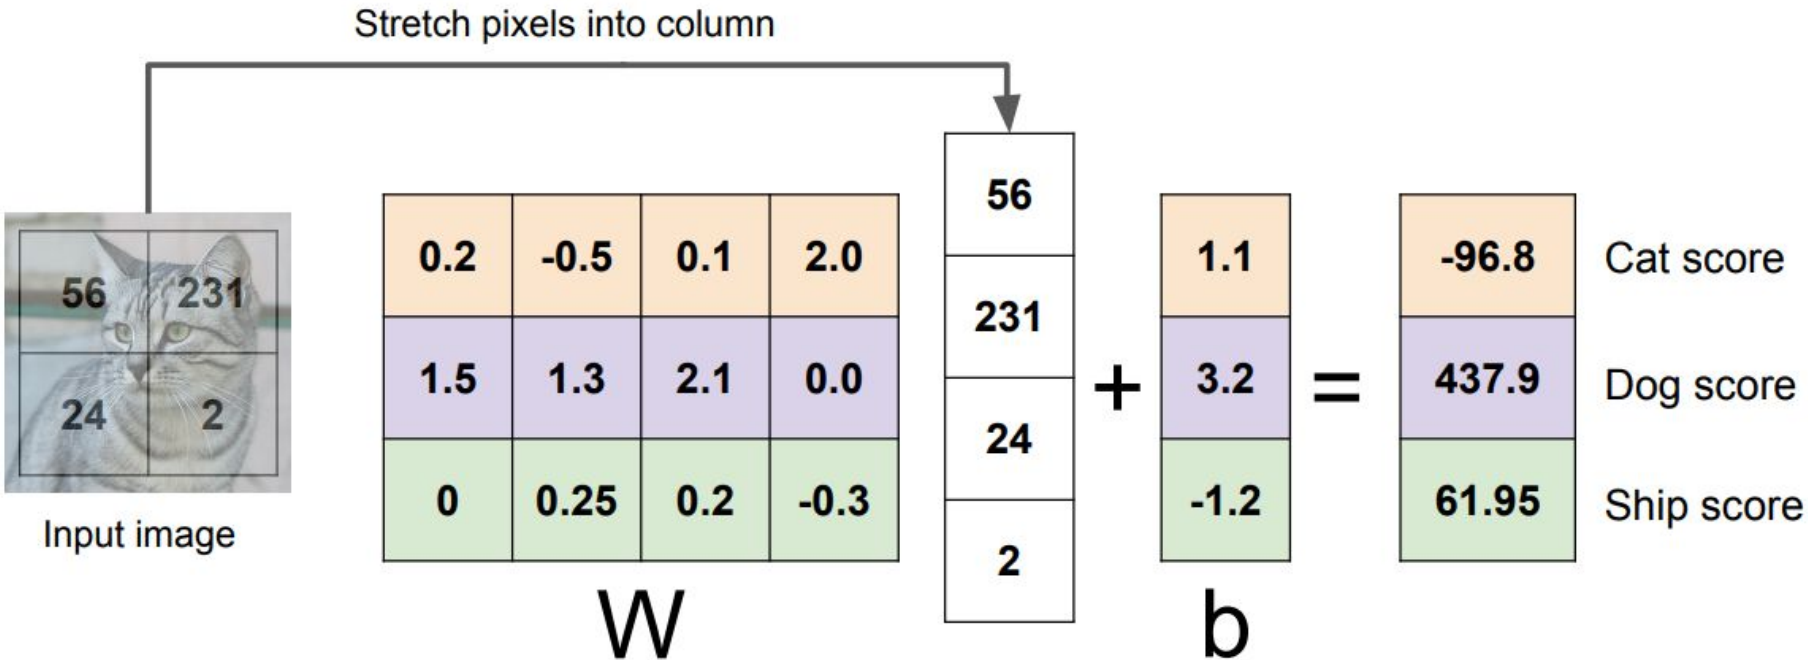 Stretch pixels into column
56 231
24 2
Input image
0.2 -0.5 0.1 2.0
1.5 1.3 2.1 0.0
0 0.25 0.2 -0.3
W
56
231
24
2
+
1.1
3.2
-1.2
b
=
-96.8 Cat score
437.9 Dog score
61.95 Ship score